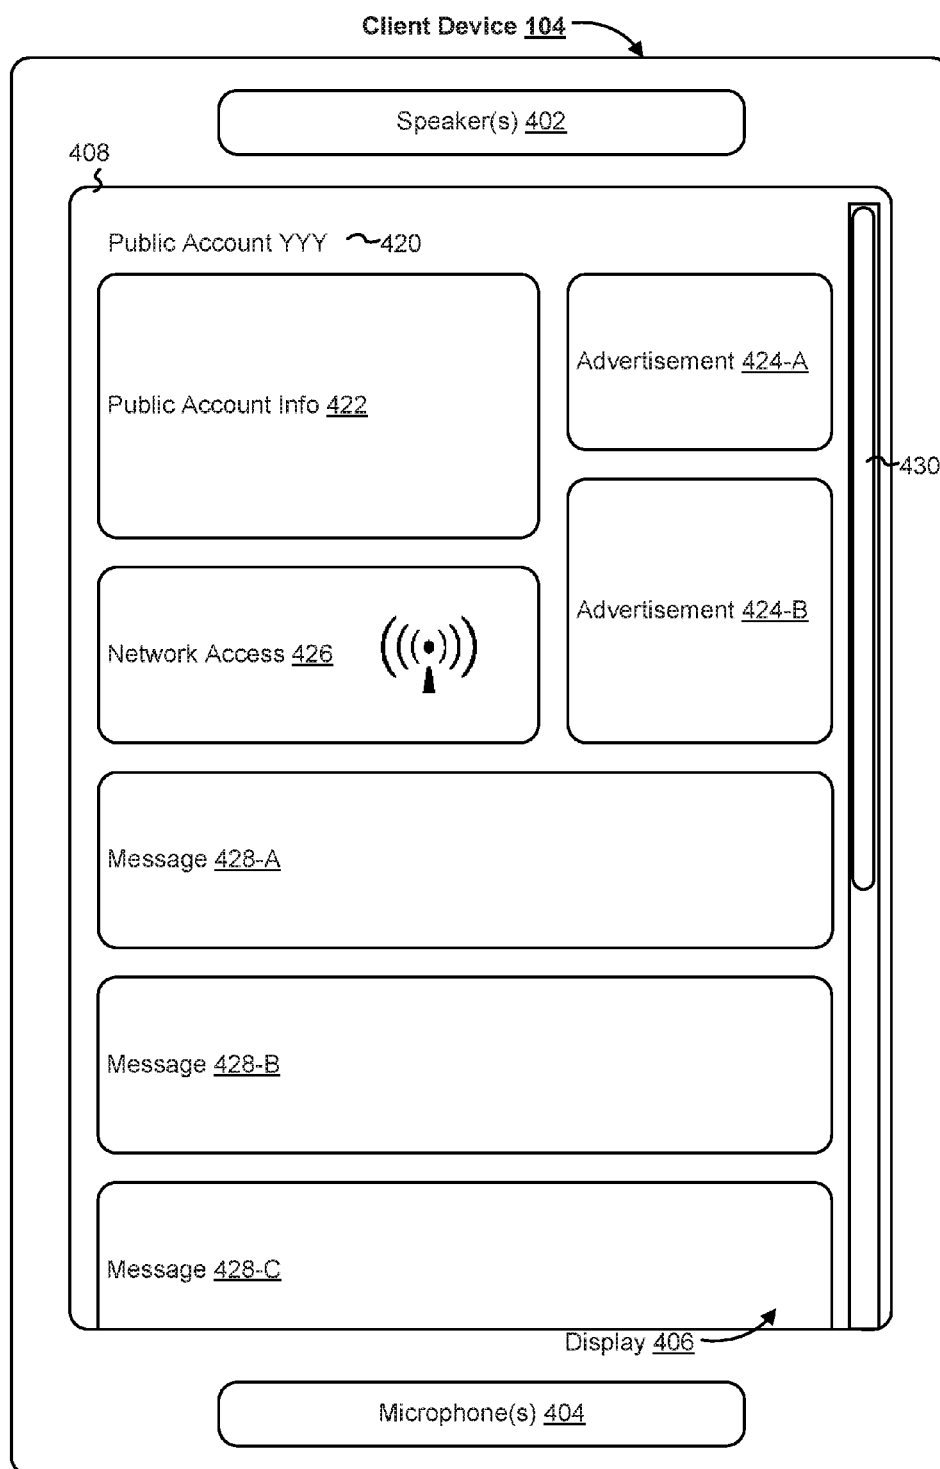 Client Device 104
Speaker(s) 402
408
Public Account YYY 420
Public Account Info 422
Advertisement 424-A
430
Advertisement 424-B
Network Access 426
Message 428-A
Message 428-B
Message 428-C
Display 406
Microphone(s) 404